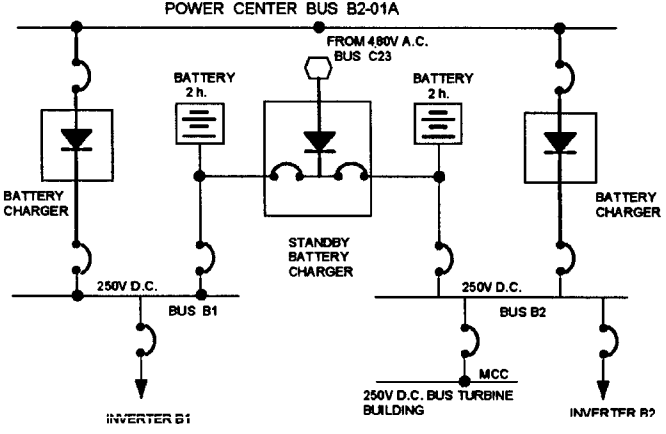 POWER CENTER BUS B2-01A
FROM 480V A.C.
BUS C23
BATTERY
2 h.
BATTERY
2 h.
BATTERY
CHARGER
BATTERY
CHARGER
STANDBY
BATTERY
CHARGER
250V D.C.
BUS B1
250V D.C.
BUS B2
MCC
250V D.C. BUS TURBINE
BUILDING
INVERTER B1
INVERTER B2